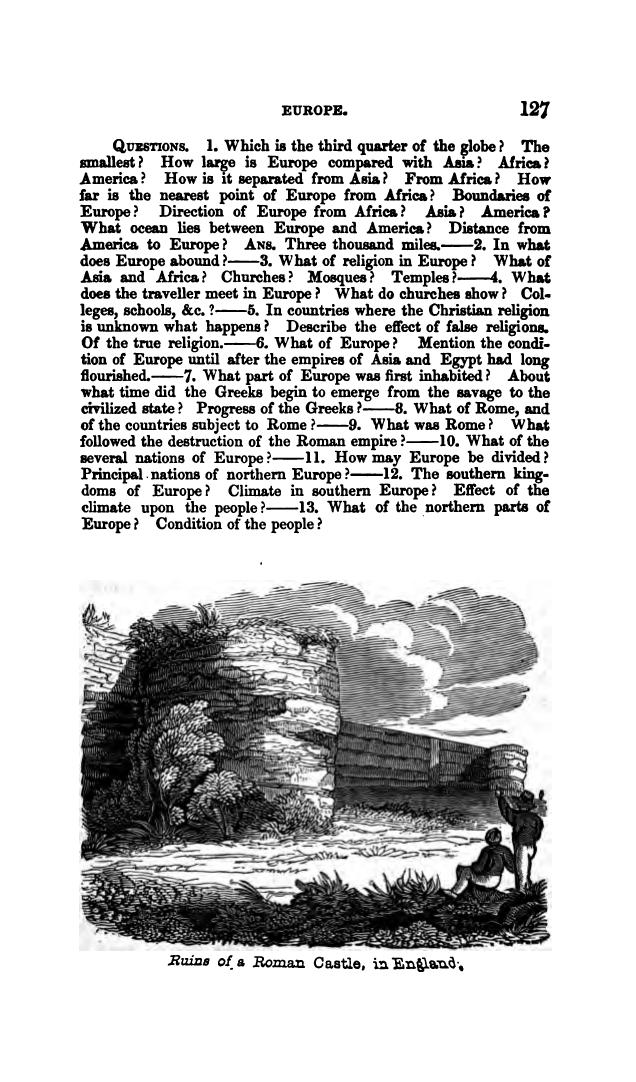 EUROPE. 127
QUESTIONS. 1. Which is the third quarter of the globe? The
smallest? How large is Europe compared with Asia? Africa?
America? How is it separated from Asia? From Africa? How
far is the nearest point of Europe from Africa? Boundaries of
Europe? Direction of Europe from Africa? Asia? America?
What ocean lies between Europe and America? Distance from
America to Europe? ANS. Three thousand miles.——2. In what
does Europe abound?——3. What of religion in Europe? What of
Asia and Africa? Churches? Mosques? Temples?——4. What
does the traveller meet in Europe? What do churches show? Col-
leges, schools, &c.?——5. In countries where the Christian religion
is unknown what happens? Describe the effect of false religions.
Of the true religion.——6. What of Europe? Mention the condi-
tion of Europe until after the empires of Asia and Egypt had long
flourished.——7. What part of Europe was first inhabited? About
what time did the Greeks begin to emerge from the savage to the
civilized state? Progress of the Greeks?——8. What of Rome, and
of the countries subject to Rome?——9. What was Rome? What
followed the destruction of the Roman empire?——10. What of the
several nations of Europe?——11. How may Europe be divided?
Principal nations of northern Europe?——12. The southern king-
doms of Europe? Climate in southern Europe? Effect of the
climate upon the people?——13. What of the northern parts of
Europe? Condition of the people?
Ruins of a Roman Castle, in England.